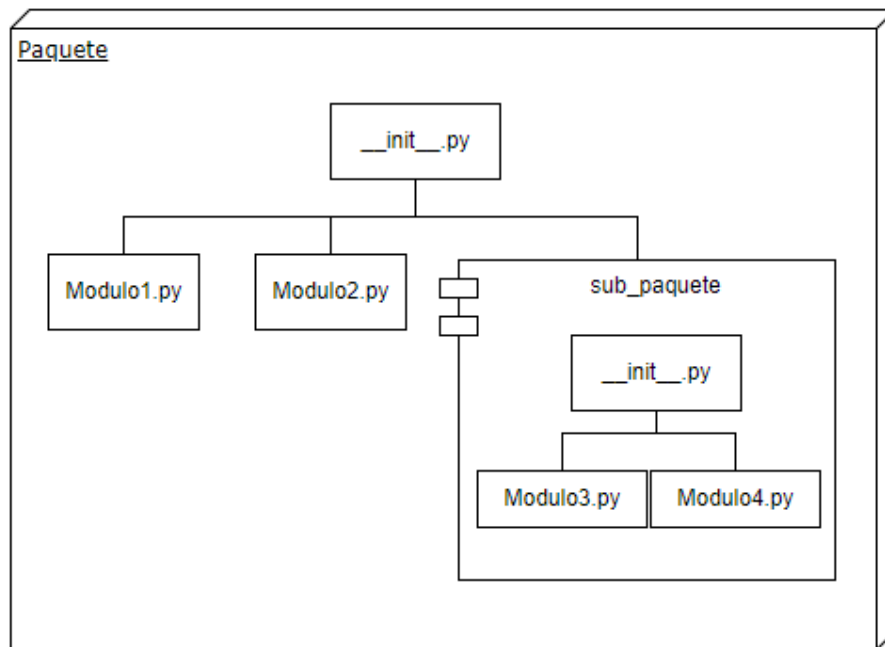 Paquete
__init__.py
Modulo1.py
Modulo2.py
sub_paquete
__init__.py
Modulo3.py
Modulo4.py